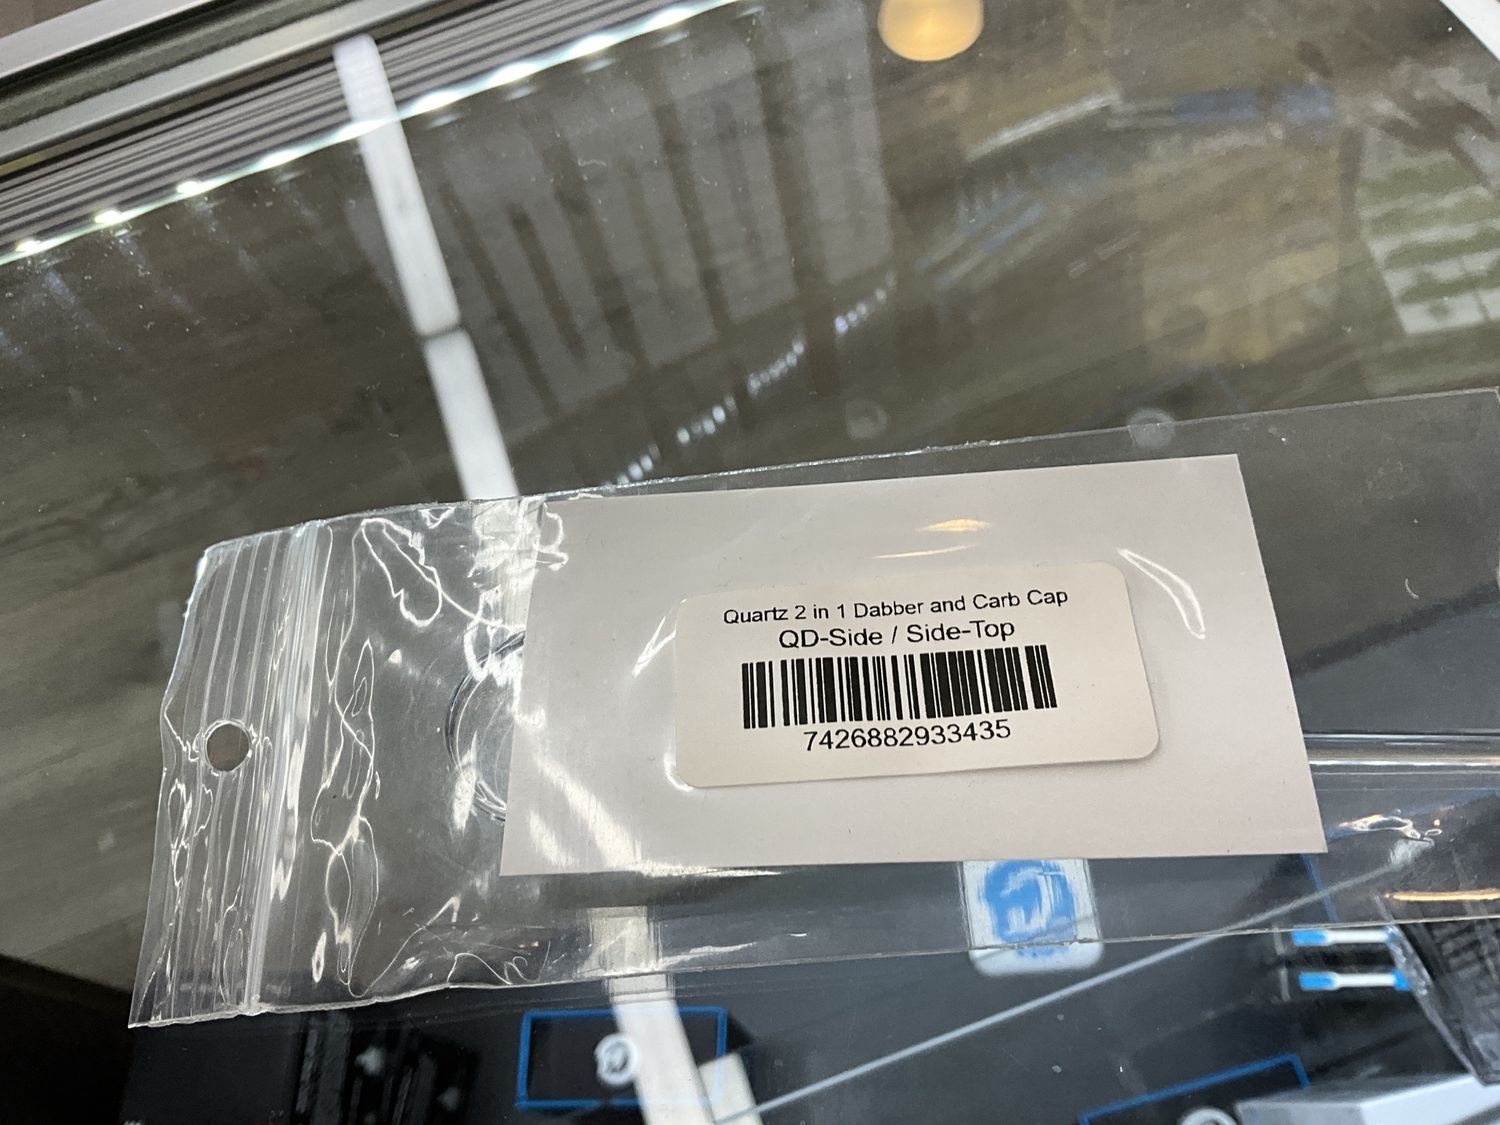 Quartz 2 in 1 Dabber and Carb Cap
QD-Side / Side-Top
7426882933435